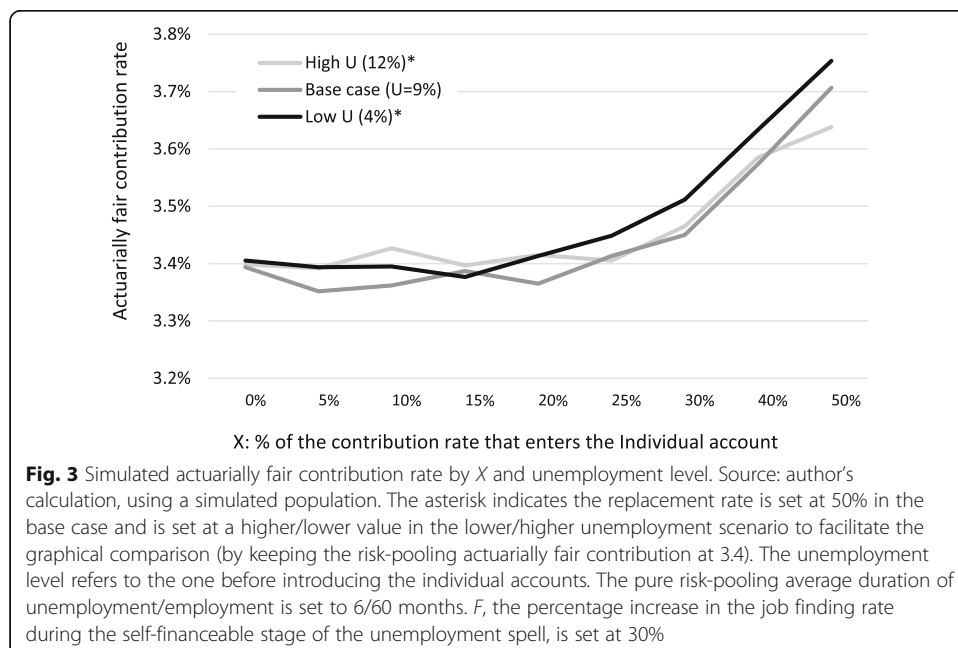 3.8%
3.7%
3.6%
3.5%
3.4%
3.3%
3.2%
Actuarially fair contribution rate
High U (12%)*
Base case (U=9%)
Low U (4%)*
0% 5% 10% 15% 20% 25% 30% 40% 50%
X: % of the contribution rate that enters the Individual account
Fig. 3 Simulated actuarially fair contribution rate by X and unemployment level. Source: author's
calculation, using a simulated population. The asterisk indicates the replacement rate is set at 50% in the
base case and is set at a higher/lower value in the lower/higher unemployment scenario to facilitate the
graphical comparison (by keeping the risk-pooling actuarially fair contribution at 3.4). The unemployment
level refers to the one before introducing the individual accounts. The pure risk-pooling average duration of
unemployment/employment is set to 6/60 months. F, the percentage increase in the job finding rate
during the self-financeable stage of the unemployment spell, is set at 30%